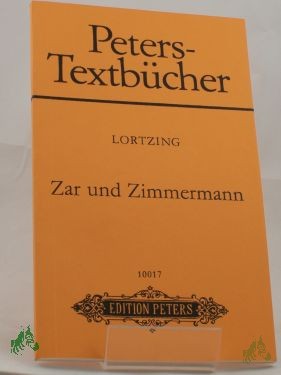 Peters-
Textbücher
LORTZING
Zar und Zimmermann
10017
EDITION PETERS